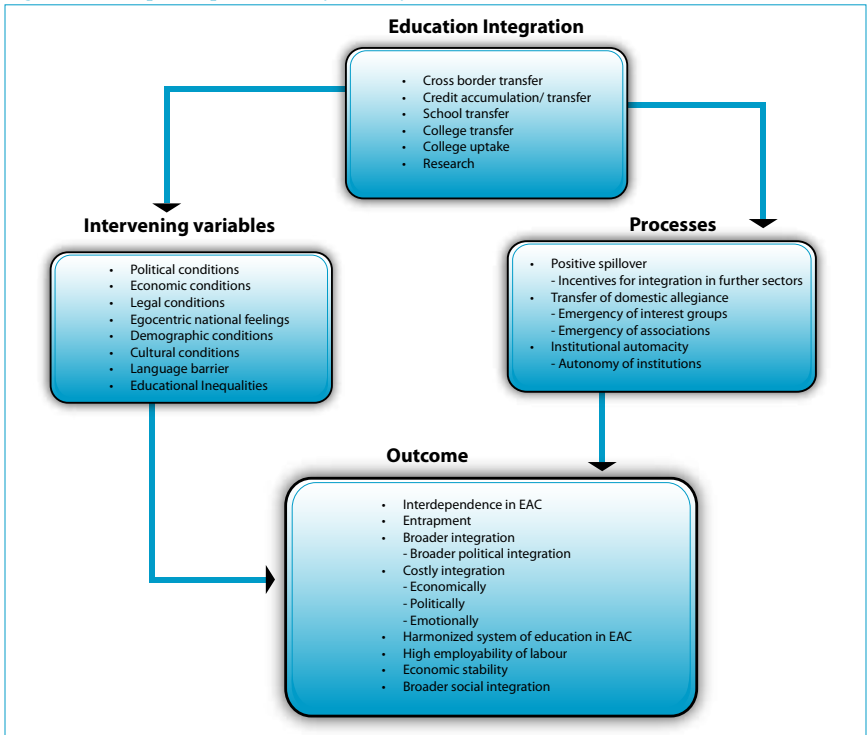 Education Integration
• Cross border transfer
• Credit accumulation/ transfer
• School transfer
• College transfer
• College uptake
• Research
Intervening variables
• Political conditions
• Economic conditions
• Legal conditions
• Egocentric national feelings
• Demographic conditions
• Cultural conditions
• Language barrier
• Educational Inequalities
Processes
• Positive spillover
- Incentives for integration in further sectors
• Transfer of domestic allegiance
- Emergency of interest groups
- Emergency of associations
• Institutional automacity
- Autonomy of institutions
Outcome
• Interdependence in EAC
• Entrapment
• Broader integration
- Broader political integration
• Costly integration
- Economically
- Politically
- Emotionally
• Harmonized system of education in EAC
• High employability of labour
• Economic stability
• Broader social integration